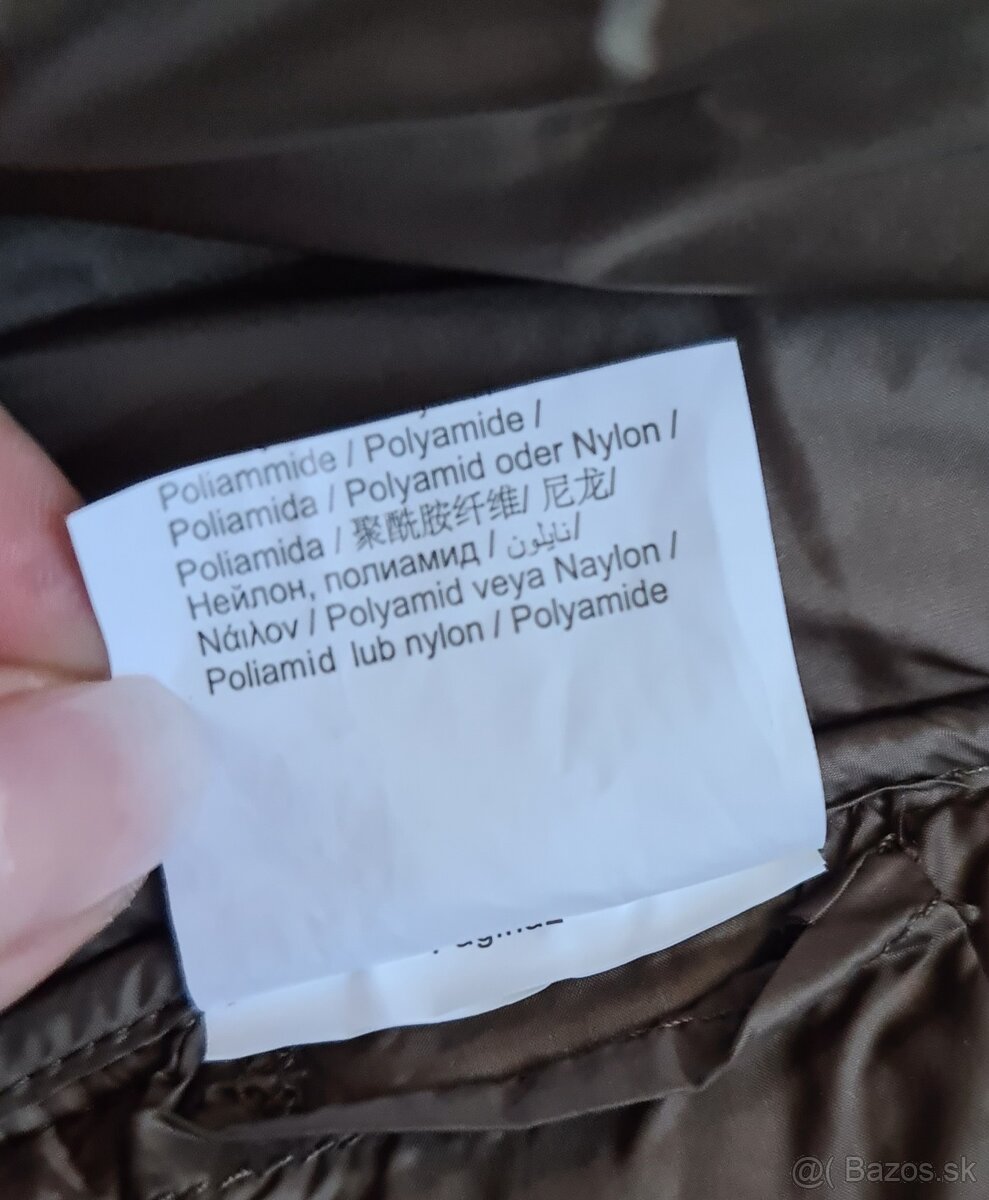 Poliammide / Polyamide /
Poliamida / Polyamid oder Nylon /
Poliamida / 聚酰胺纤维/ 尼龙/
Нейлон, полиамид / نايلون/
Νάιλον / Polyamid veya Naylon /
Poliamid lub nylon / Polyamide
@( Bazos.sk